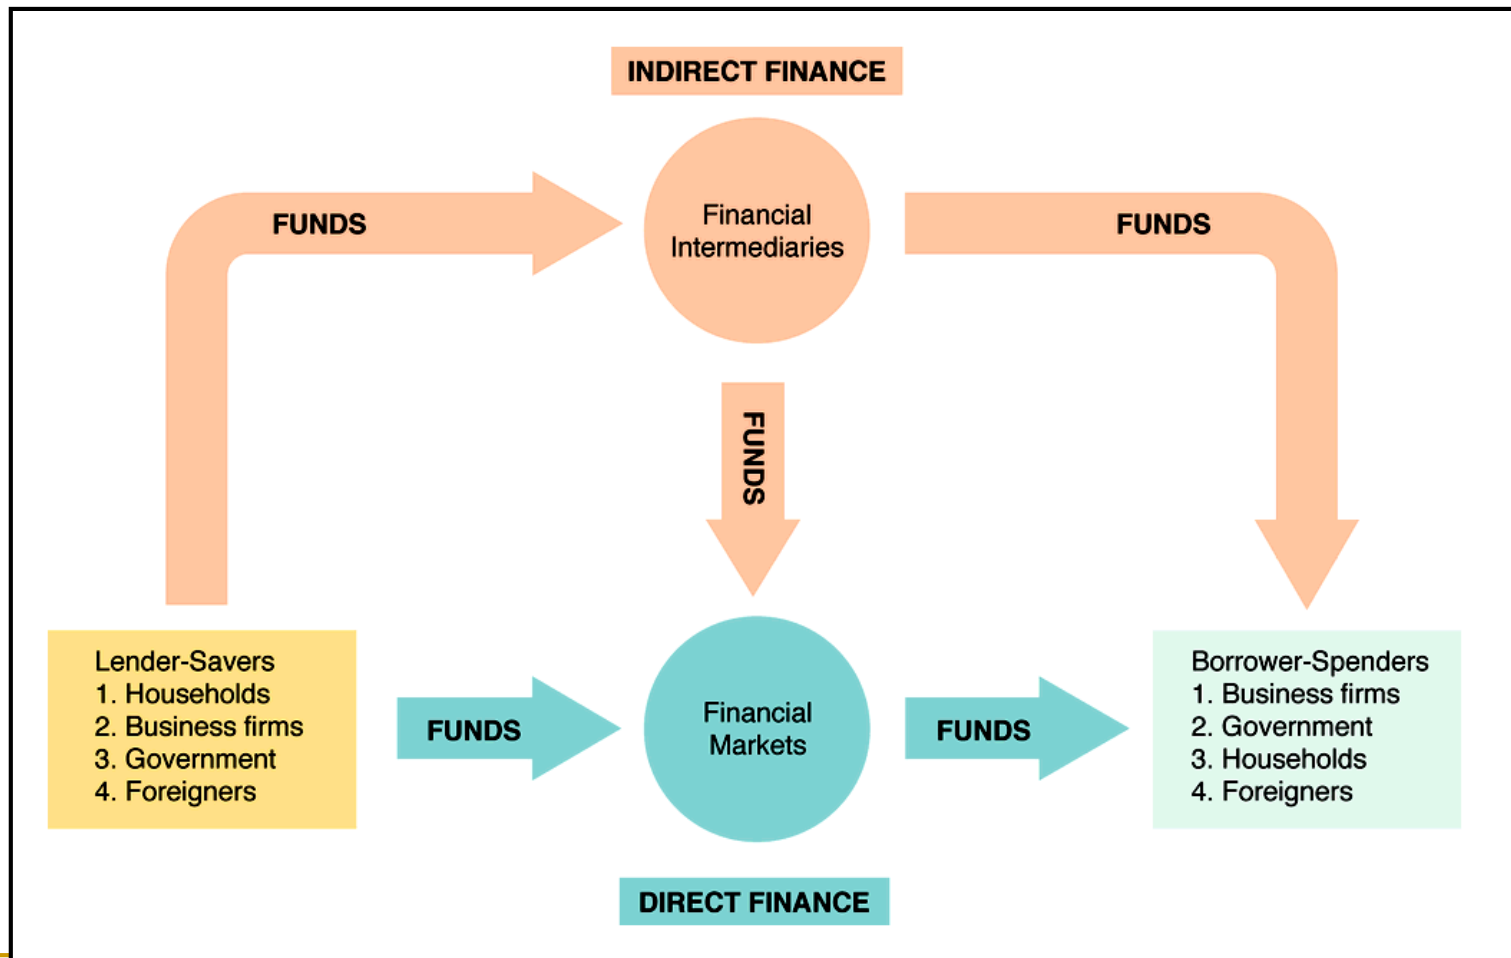 INDIRECT FINANCE
FUNDS
Financial
Intermediaries
FUNDS
FUNDS
Lender-Savers
1. Households
2. Business firms
3. Government
4. Foreigners
FUNDS
Financial
Markets
FUNDS
Borrower-Spenders
1. Business firms
2. Government
3. Households
4. Foreigners
DIRECT FINANCE